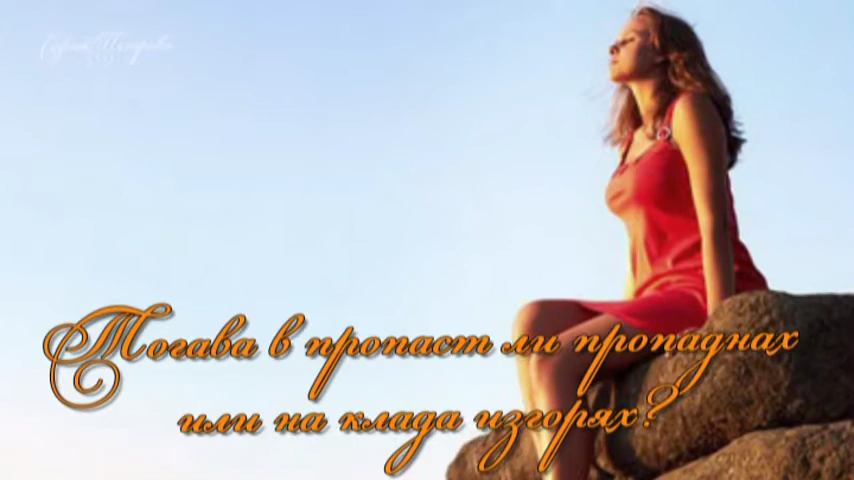 Тогава в пропаст ли пропаднах
или на клада изгорях?